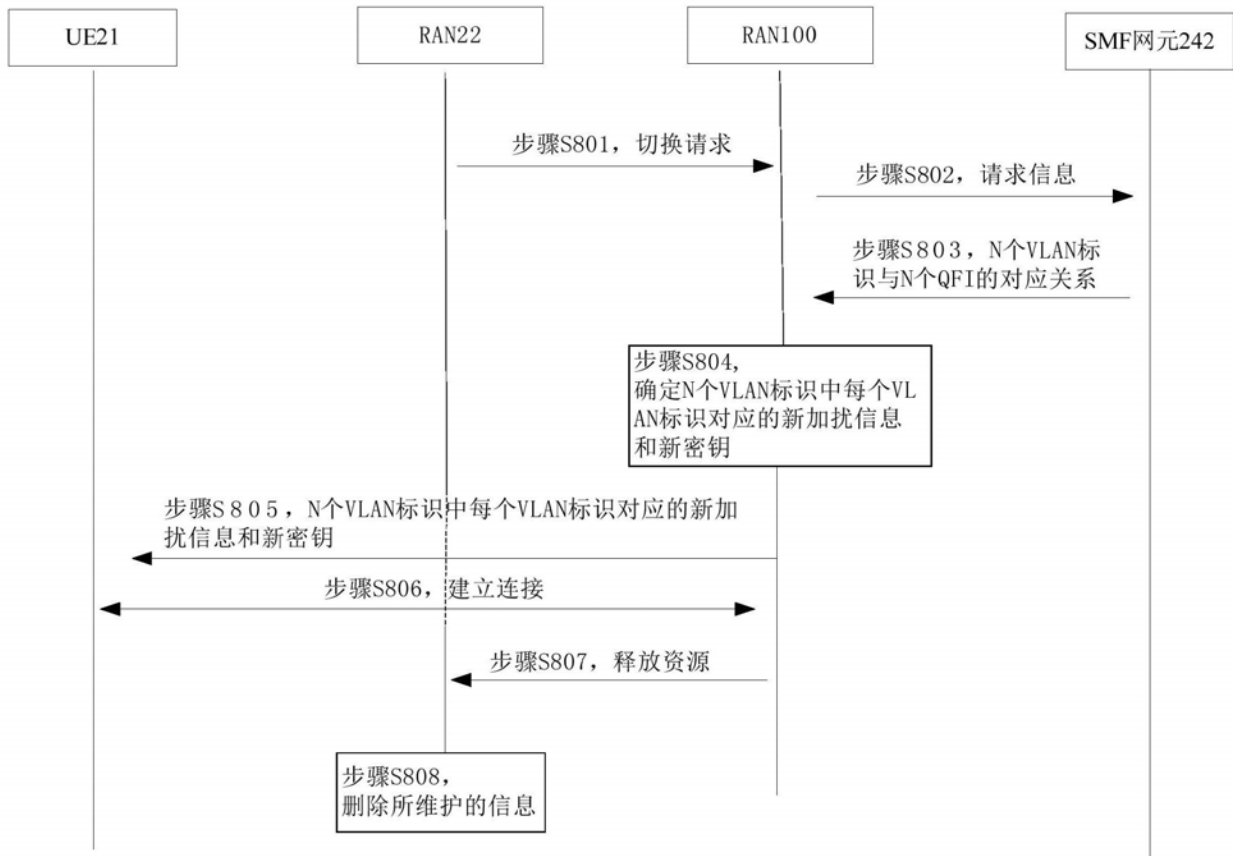 UE21
RAN22
RAN100
SMF网元242
步骤S801，切换请求
步骤S802，请求信息
步骤S803，N个VLAN标
识与N个QFI的对应关系
步骤S804,
确定N个VLAN标识中每个VL
AN标识对应的新加扰信息
和新密钥
步骤S805，N个VLAN标识中每个VLAN标识对应的新加
扰信息和新密钥
步骤S806，建立连接
步骤S807，释放资源
步骤S808，
删除所维护的信息